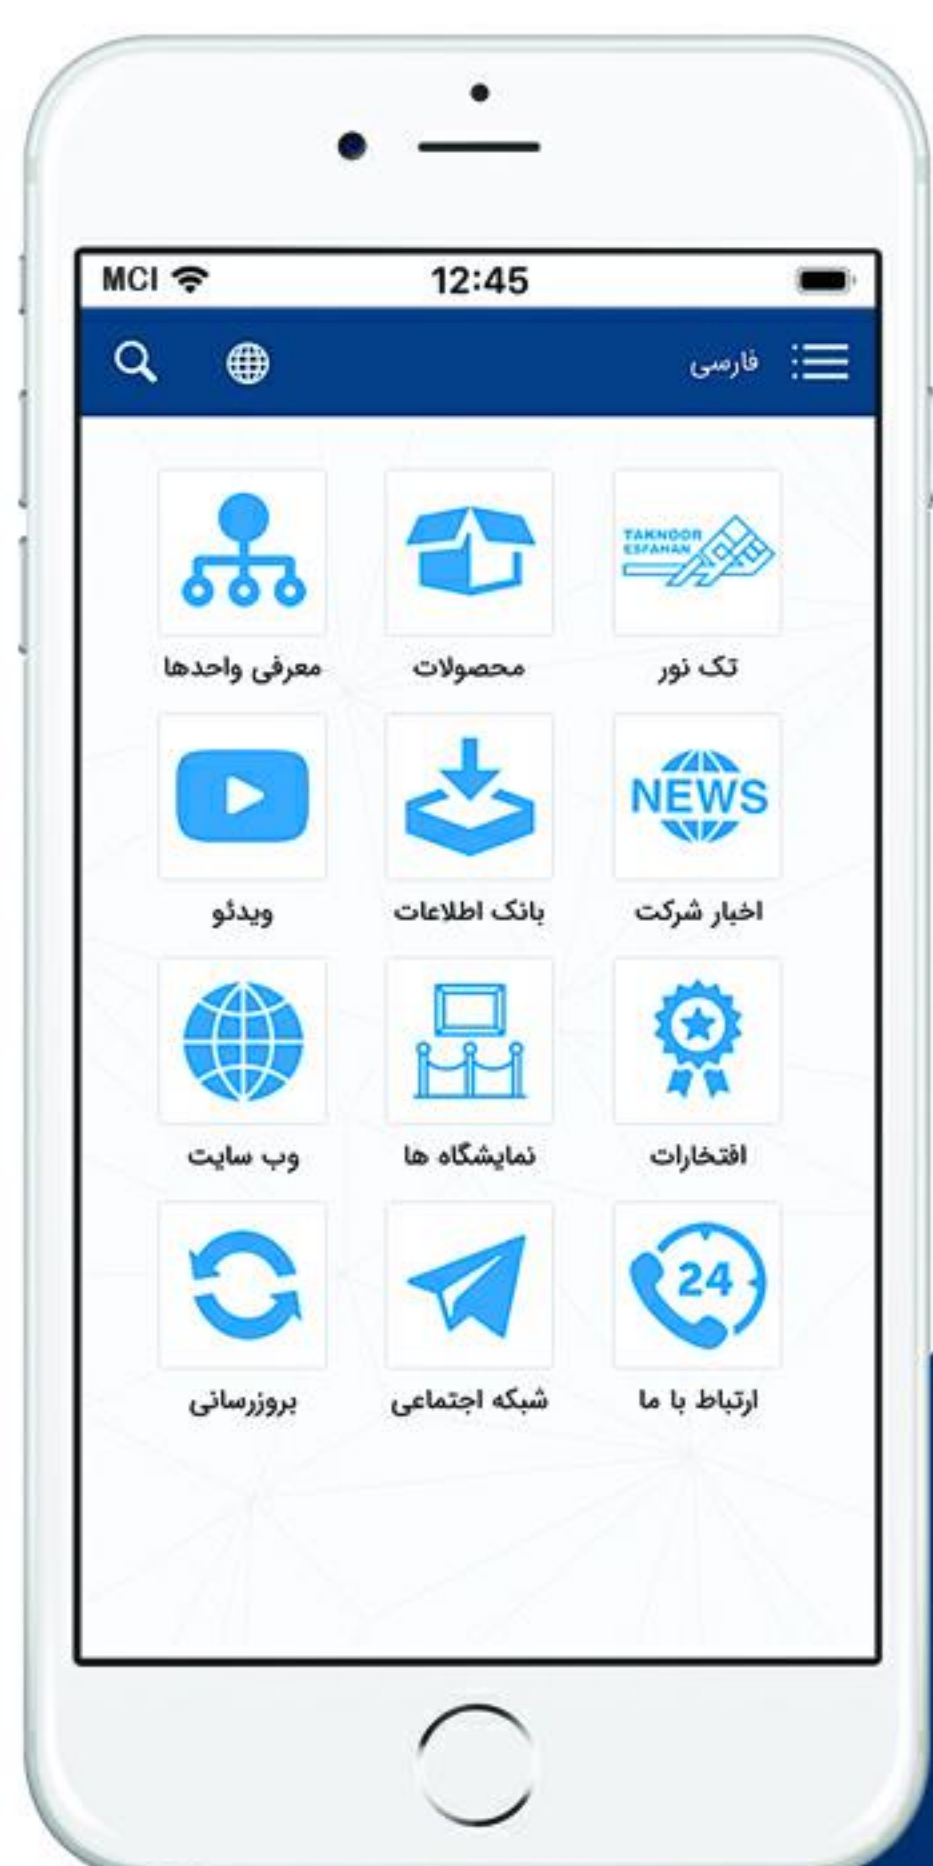 MCI 12:45
فارسی
TAKNOOR
ESFAHAN
تک نور
محصولات
معرفی واحدها
NEWS
اخبار شرکت
بانک اطلاعات
ویدئو
افتخارات
نمایشگاه ها
وب سایت
24
ارتباط با ما
شبکه اجتماعی
بروزرسانی